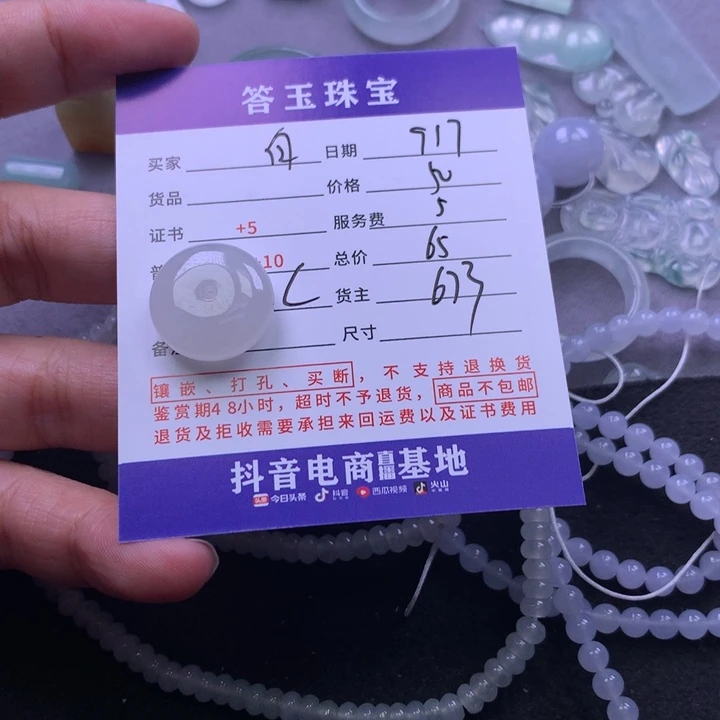 答玉珠宝
买家 日期 917
货品 价格 50
证书 +5 服务费 5
10 总价 65
货主 673
备 尺寸
镶嵌、打孔、买断,不支持退换货
鉴赏期48小时,超时不予退货,商品不包邮
退货及拒收需要承担来回运费以及证书费用
抖音电商直播基地
头条 今日头条 抖音 西瓜视频 火山